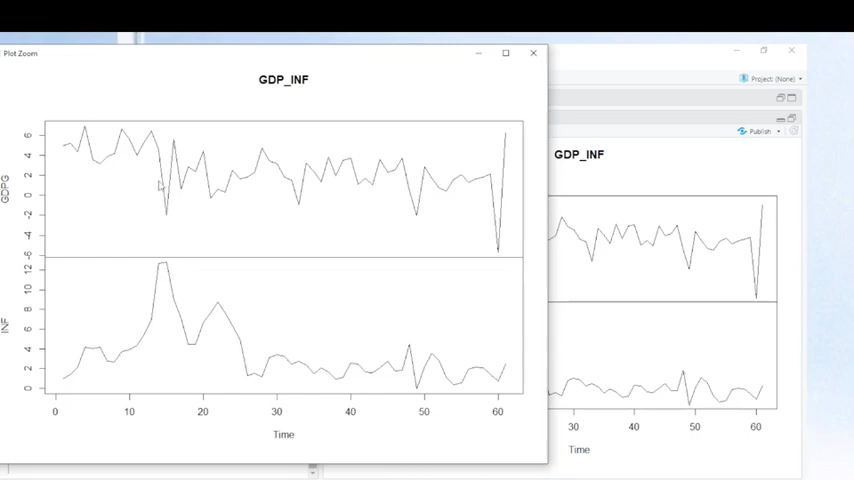 Plot Zoom
GDP_INF
GDPG
6
4
2
0
-2
-4
-6
INF
12
10
8
6
4
2
0
0 10 20 30 40 50 60
Time
Project: (None)
Publish
GDP_INF
30 40 50 60
Time